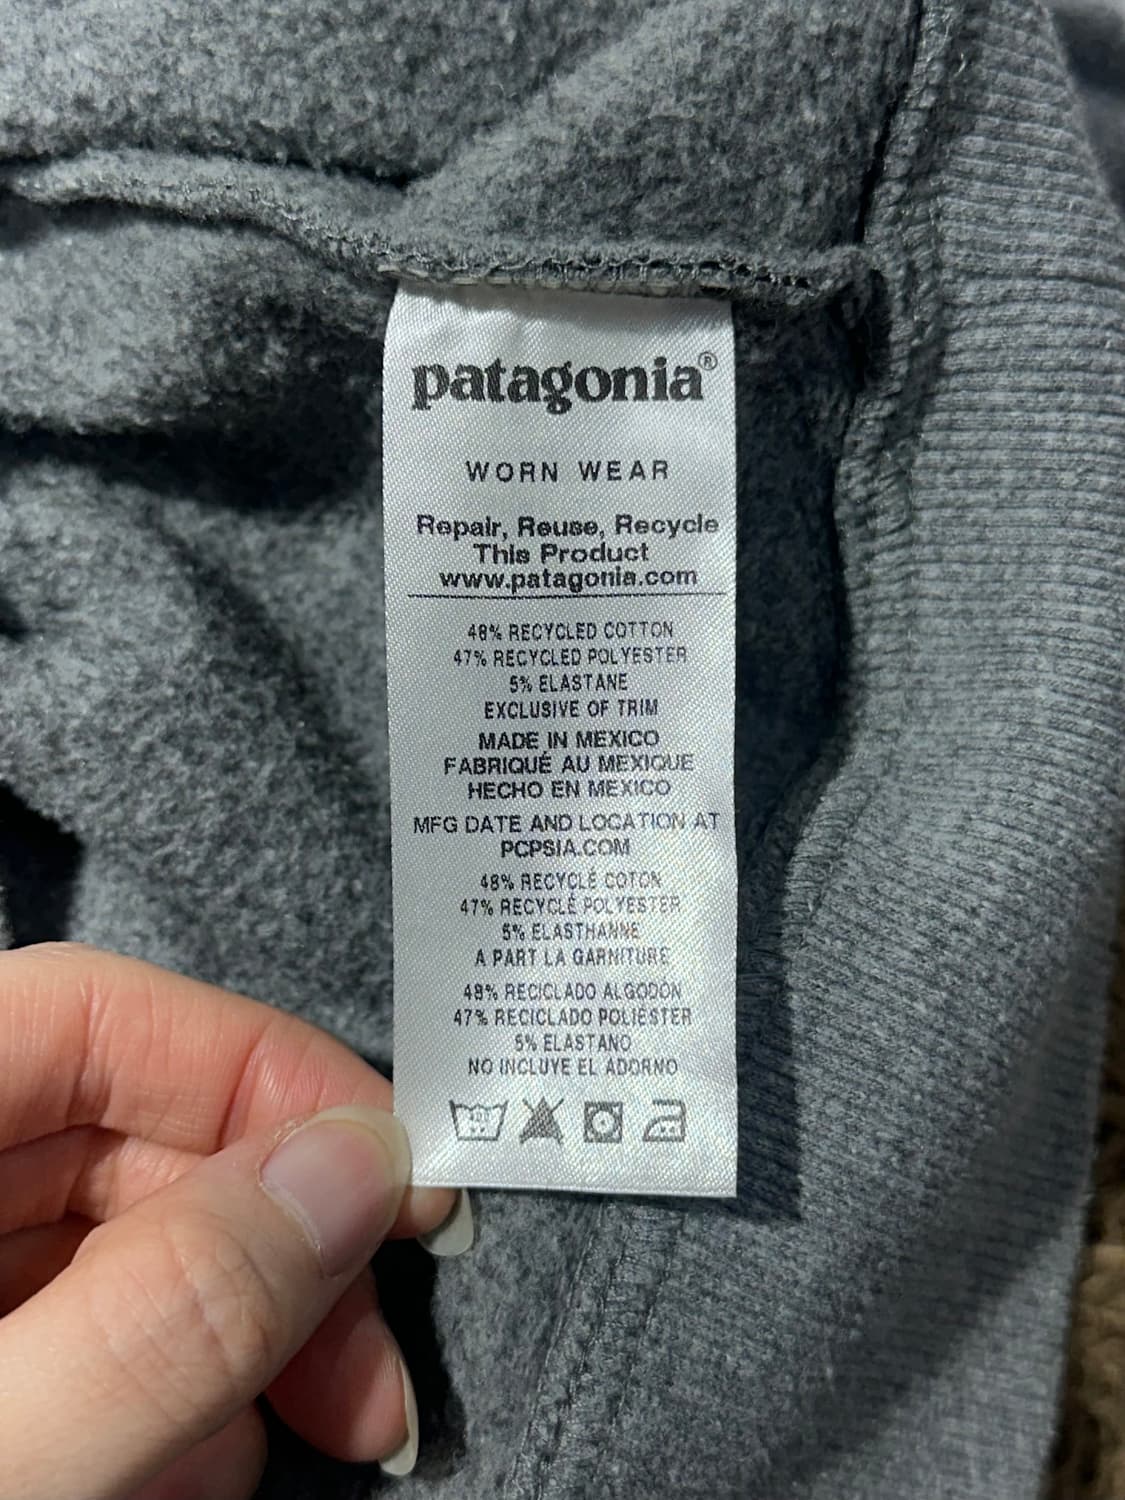 patagonia®
WORN WEAR
Repair, Reuse, Recycle
This Product
www.patagonia.com
48% RECYCLED COTTON
47% RECYCLED POLYESTER
5% ELASTANE
EXCLUSIVE OF TRIM
MADE IN MEXICO
FABRIQUÉ AU MEXIQUE
HECHO EN MEXICO
MFG DATE AND LOCATION AT
PCPSIA.COM
48% RECYCLÉ COTON
47% RECYCLÉ POLYESTER
5% ELASTHANNE
A PART LA GARNITURE
48% RECICLADO ALGODÓN
47% RECICLADO POLIÉSTER
5% ELASTANO
NO INCLUYE EL ADORNO